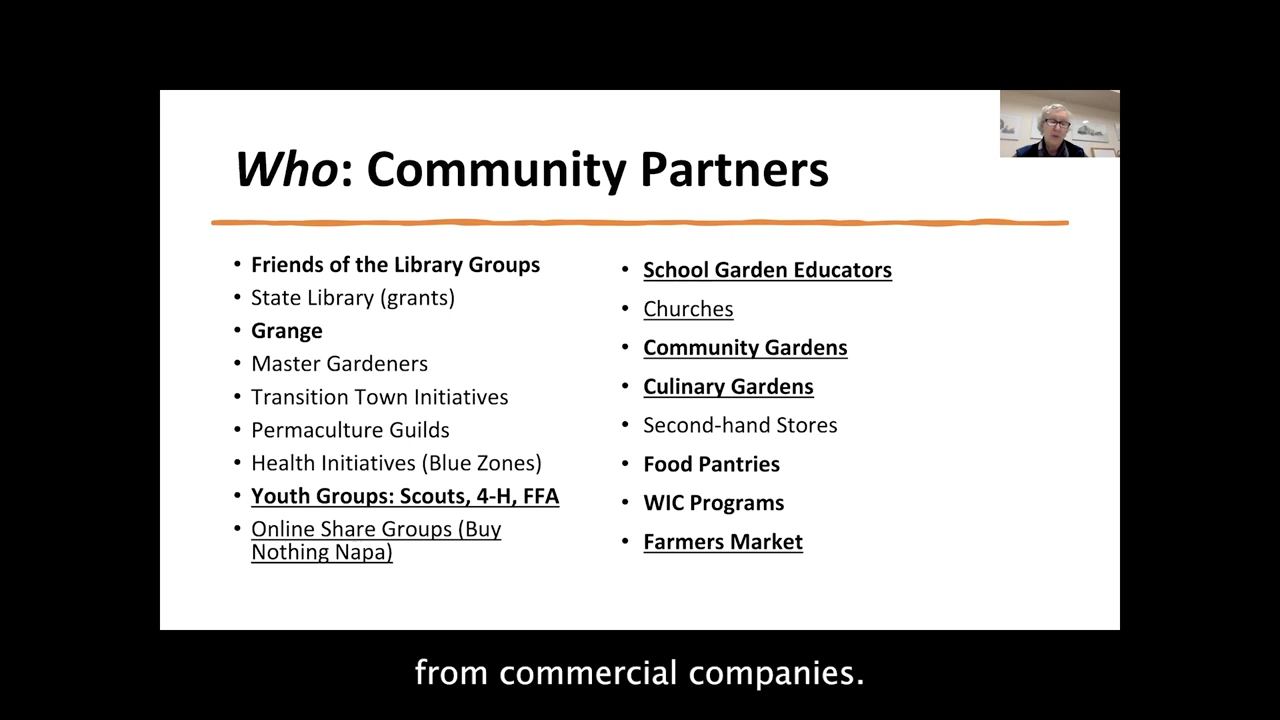 Who: Community Partners
• Friends of the Library Groups
• State Library (grants)
• Grange
• Master Gardeners
• Transition Town Initiatives
• Permaculture Guilds
• Health Initiatives (Blue Zones)
• Youth Groups: Scouts, 4-H, FFA
• Online Share Groups (Buy
Nothing Napa)
• School Garden Educators
• Churches
• Community Gardens
• Culinary Gardens
• Second-hand Stores
• Food Pantries
• WIC Programs
• Farmers Market
from commercial companies.